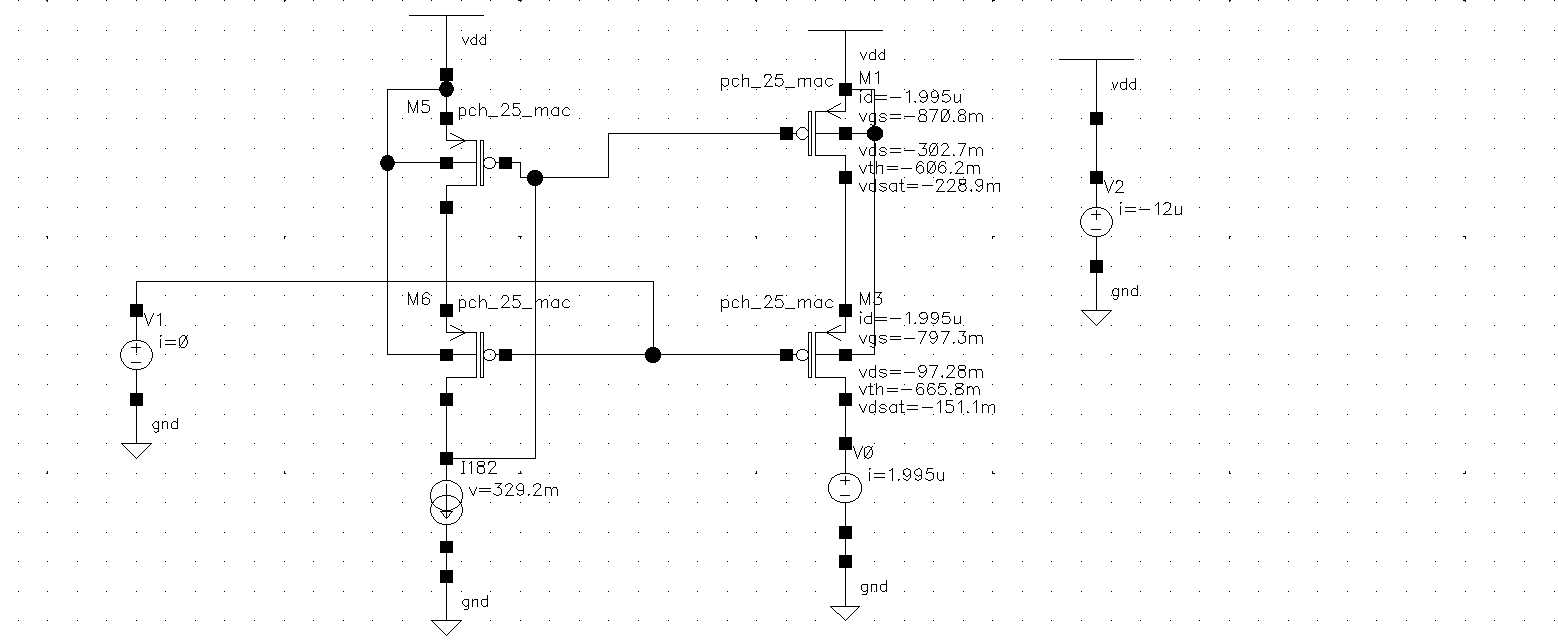 vdd
M5
pch_25_mac
M6
pch_25_mac
V1
i=0
gnd
I182
v=329.2m
gnd
vdd
pch_25_mac
M1
id=-1.995u
vgs=-870.8m
vds=-302.7m
vth=-606.2m
vdsat=-228.9m
pch_25_mac
M3
id=-1.995u
vgs=-797.3m
vds=-97.28m
vth=-665.8m
vdsat=-151.1m
V0
i=1.995u
gnd
vdd
V2
i=-12u
gnd